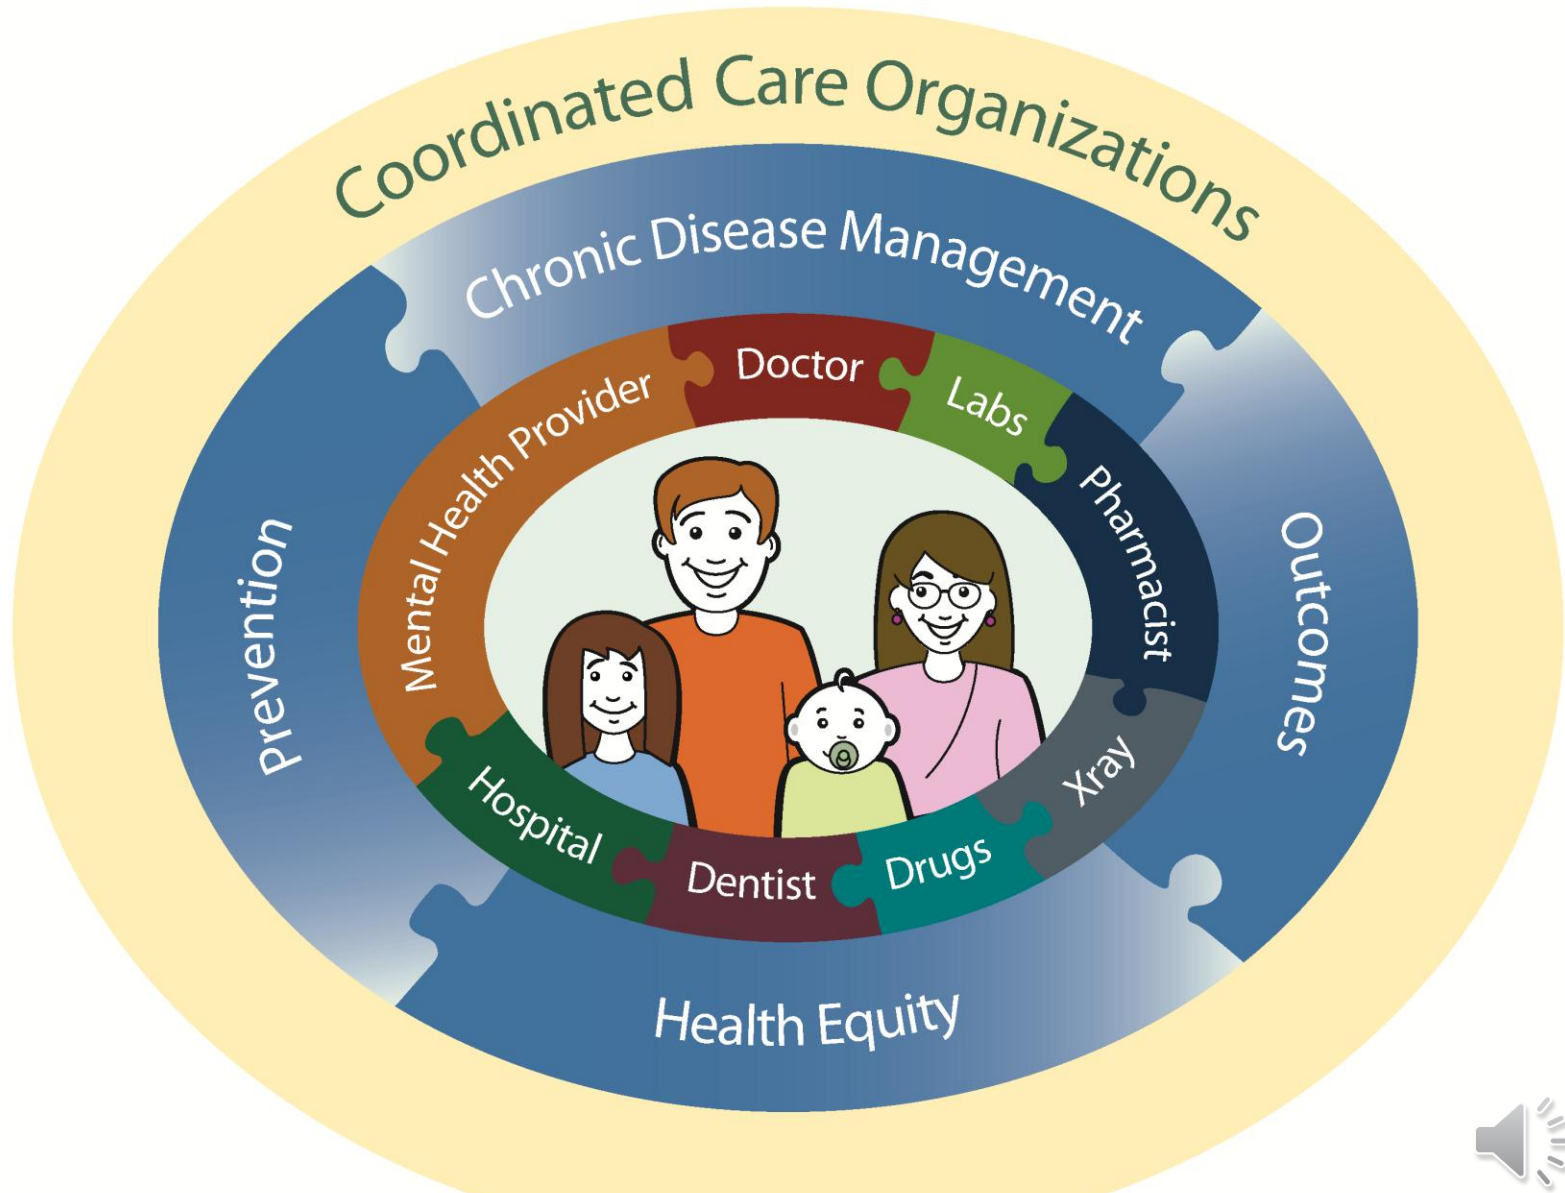 Coordinated Care Organizations
Chronic Disease Management
Doctor
Labs
Mental Health Provider
Pharmacist
Prevention
Outcomes
Xray
Hospital
Drugs
Dentist
Health Equity